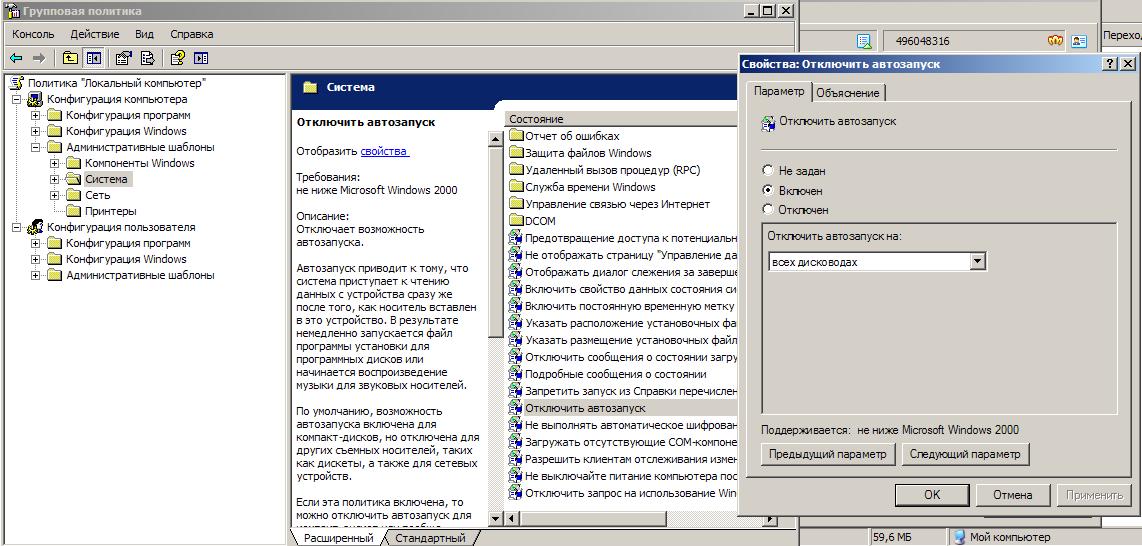 Групповая политика
Консоль Действие Вид Справка
Политика "Локальный компьютер"
Конфигурация компьютера
Конфигурация программ
Конфигурация Windows
Административные шаблоны
Компоненты Windows
Система
Сеть
Принтеры
Конфигурация пользователя
Конфигурация программ
Конфигурация Windows
Административные шаблоны
Система
Отключить автозапуск
Отобразить свойства
Требования:
не ниже Microsoft Windows 2000
Описание:
Отключает возможность
автозапуска.
Автозапуск приводит к тому, что
система приступает к чтению
данных с устройства сразу же
после того, как носитель вставлен
в это устройство. В результате
немедленно запускается файл
программы установки для
программных дисков или
начинается воспроизведение
музыки для звуковых носителей.
По умолчанию, возможность
автозапуска включена для
компакт-дисков, но отключена для
других съемных носителей, таких
как дискеты, а также для сетевых
устройств.
Если эта политика включена, то
можно отключить автозапуск для
Расширенный Стандартный
Состояние
Отчет об ошибках
Защита файлов Windows
Удаленный вызов процедур (RPC)
Служба времени Windows
Управление связью через Интернет
DCOM
Предотвращение доступа к потенциальн
Не отображать страницу "Управление да
Отображать диалог слежения за заверше
Включить свойство данных состояния си
Включить постоянную временную метку
Указать расположение установочных фа
Указать размещение установочных файл
Отключить сообщения о состоянии загру
Подробные сообщения о состоянии
Запретить запуск из Справки перечислен
Отключить автозапуск
Не выполнять автоматическое шифрован
Загружать отсутствующие COM-компоне
Разрешить клиентам отслеживания измен
Не выключайте питание компьютера пос
Отключить запрос на использование Win
496048316
Переход
Свойства: Отключить автозапуск
Параметр Объяснение
Отключить автозапуск
Не задан
Включен
Отключен
Отключить автозапуск на:
всех дисководах
Поддерживается: не ниже Microsoft Windows 2000
Предыдущий параметр Следующий параметр
OK Отмена Применить
59,6 МБ Мой компьютер